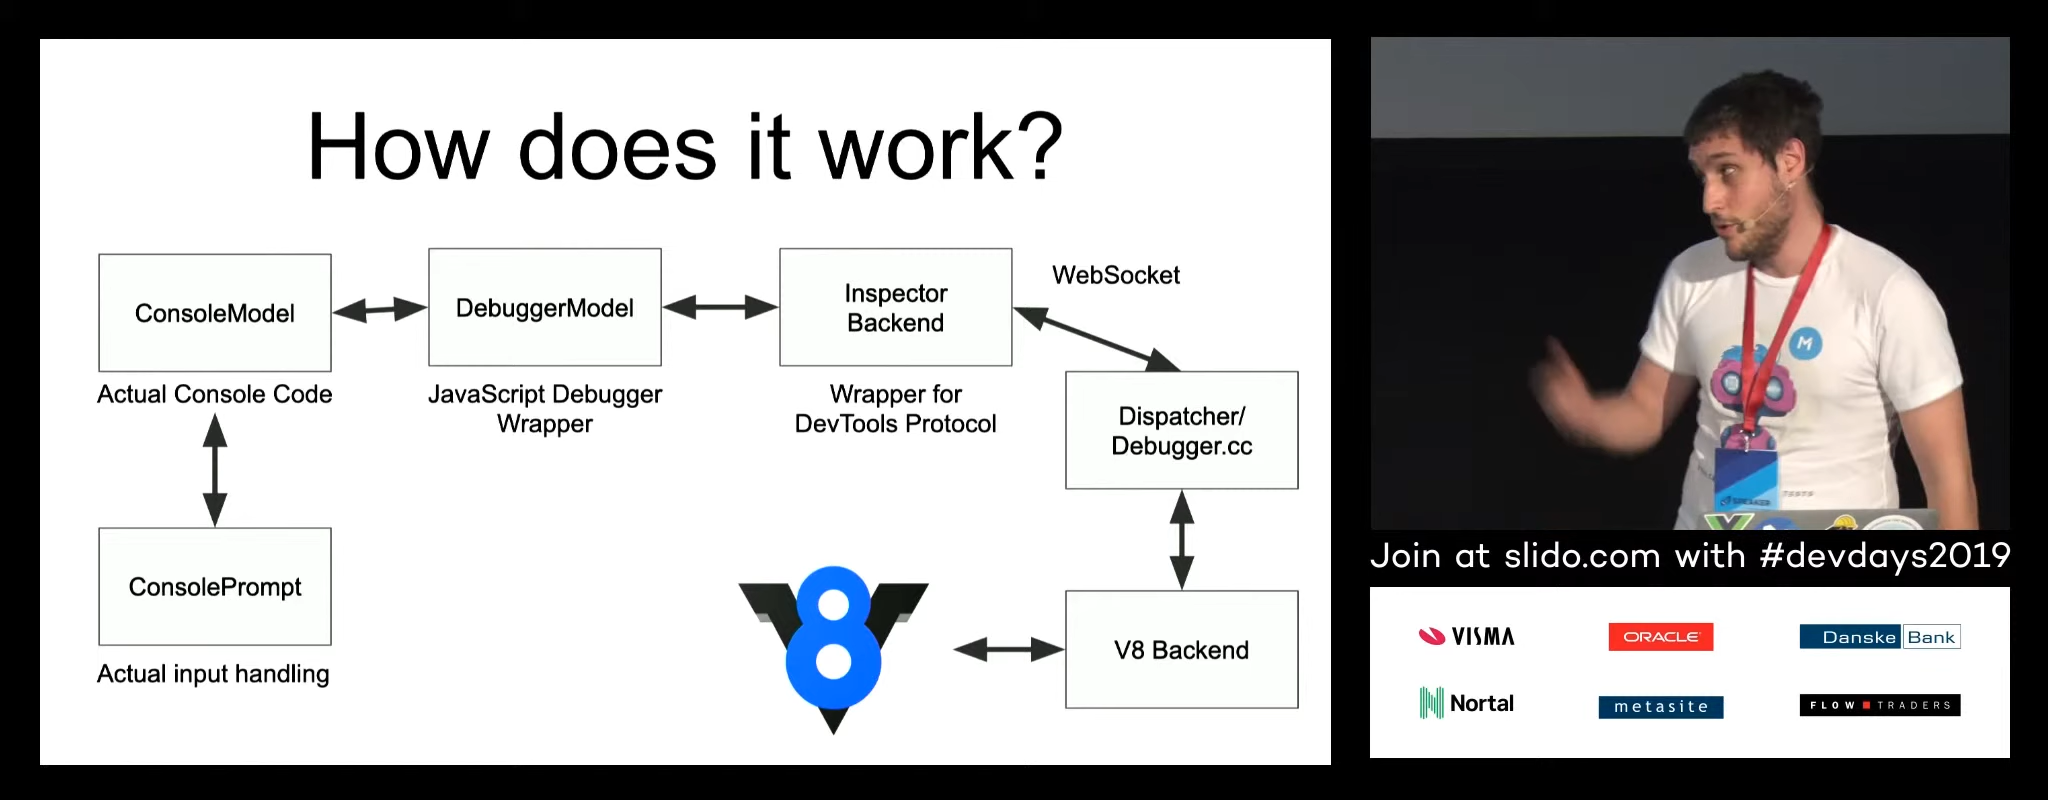 How does it work?
ConsoleModel
DebuggerModel
Inspector
Backend
WebSocket
Actual Console Code
JavaScript Debugger
Wrapper
Wrapper for
DevTools Protocol
Dispatcher/
Debugger.cc
ConsolePrompt
Actual input handling
8
V8 Backend
M
Join at slido.com with #devdays2019
VISMA
ORACLE
Danske Bank
Nortal
metasite
FLOW TRADERS